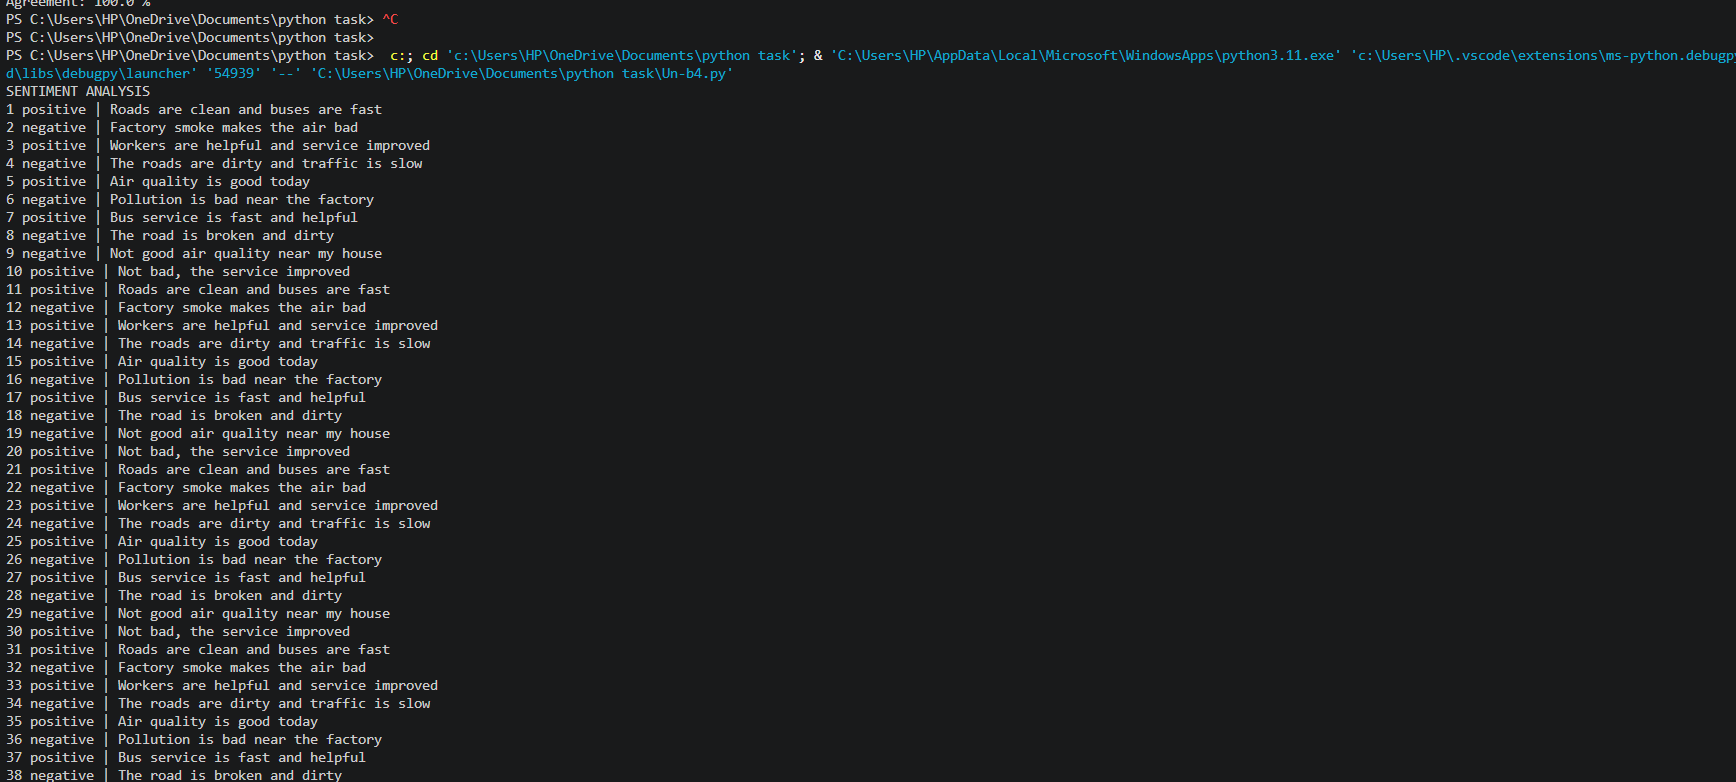 Agreement: 100.0 %
PS C:\Users\HP\OneDrive\Documents\python task> ^C
PS C:\Users\HP\OneDrive\Documents\python task>
PS C:\Users\HP\OneDrive\Documents\python task>  c:; cd 'c:\Users\HP\OneDrive\Documents\python task'; & 'C:\Users\HP\AppData\Local\Microsoft\WindowsApps\python3.11.exe' 'c:\Users\HP\.vscode\extensions\ms-python.debugpy
d\libs\debugpy\launcher' '54939' '--' 'C:\Users\HP\OneDrive\Documents\python task\Un-b4.py'
SENTIMENT ANALYSIS
1 positive | Roads are clean and buses are fast
2 negative | Factory smoke makes the air bad
3 positive | Workers are helpful and service improved
4 negative | The roads are dirty and traffic is slow
5 positive | Air quality is good today
6 negative | Pollution is bad near the factory
7 positive | Bus service is fast and helpful
8 negative | The road is broken and dirty
9 negative | Not good air quality near my house
10 positive | Not bad, the service improved
11 positive | Roads are clean and buses are fast
12 negative | Factory smoke makes the air bad
13 positive | Workers are helpful and service improved
14 negative | The roads are dirty and traffic is slow
15 positive | Air quality is good today
16 negative | Pollution is bad near the factory
17 positive | Bus service is fast and helpful
18 negative | The road is broken and dirty
19 negative | Not good air quality near my house
20 positive | Not bad, the service improved
21 positive | Roads are clean and buses are fast
22 negative | Factory smoke makes the air bad
23 positive | Workers are helpful and service improved
24 negative | The roads are dirty and traffic is slow
25 positive | Air quality is good today
26 negative | Pollution is bad near the factory
27 positive | Bus service is fast and helpful
28 negative | The road is broken and dirty
29 negative | Not good air quality near my house
30 positive | Not bad, the service improved
31 positive | Roads are clean and buses are fast
32 negative | Factory smoke makes the air bad
33 positive | Workers are helpful and service improved
34 negative | The roads are dirty and traffic is slow
35 positive | Air quality is good today
36 negative | Pollution is bad near the factory
37 positive | Bus service is fast and helpful
38 negative | The road is broken and dirty